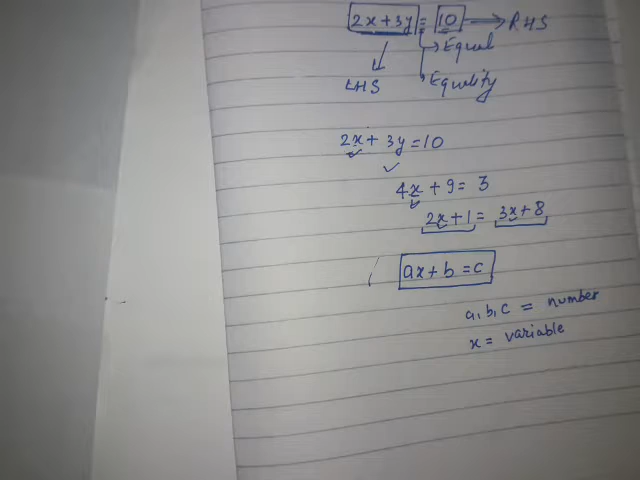 2x+3y = 10 → RHS
Equal
LHS
Equality
2x + 3y = 10
4x + 9 = 3
2x+1 = 3x+8
ax+b = c
a, b, c = number
x = variable